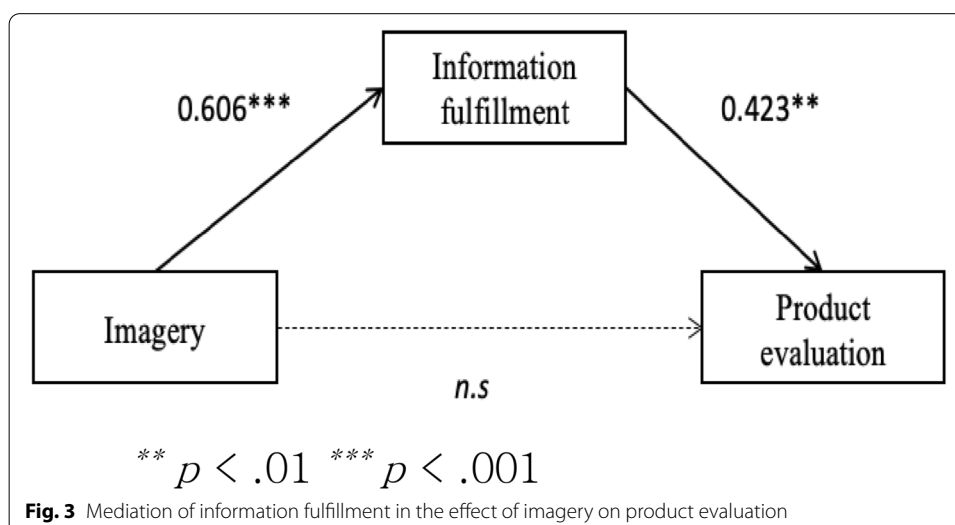 Information
fulfillment
0.606***
0.423**
Imagery
Product
evaluation
n.s
** p < .01 *** p < .001
Fig. 3 Mediation of information fulfillment in the effect of imagery on product evaluation